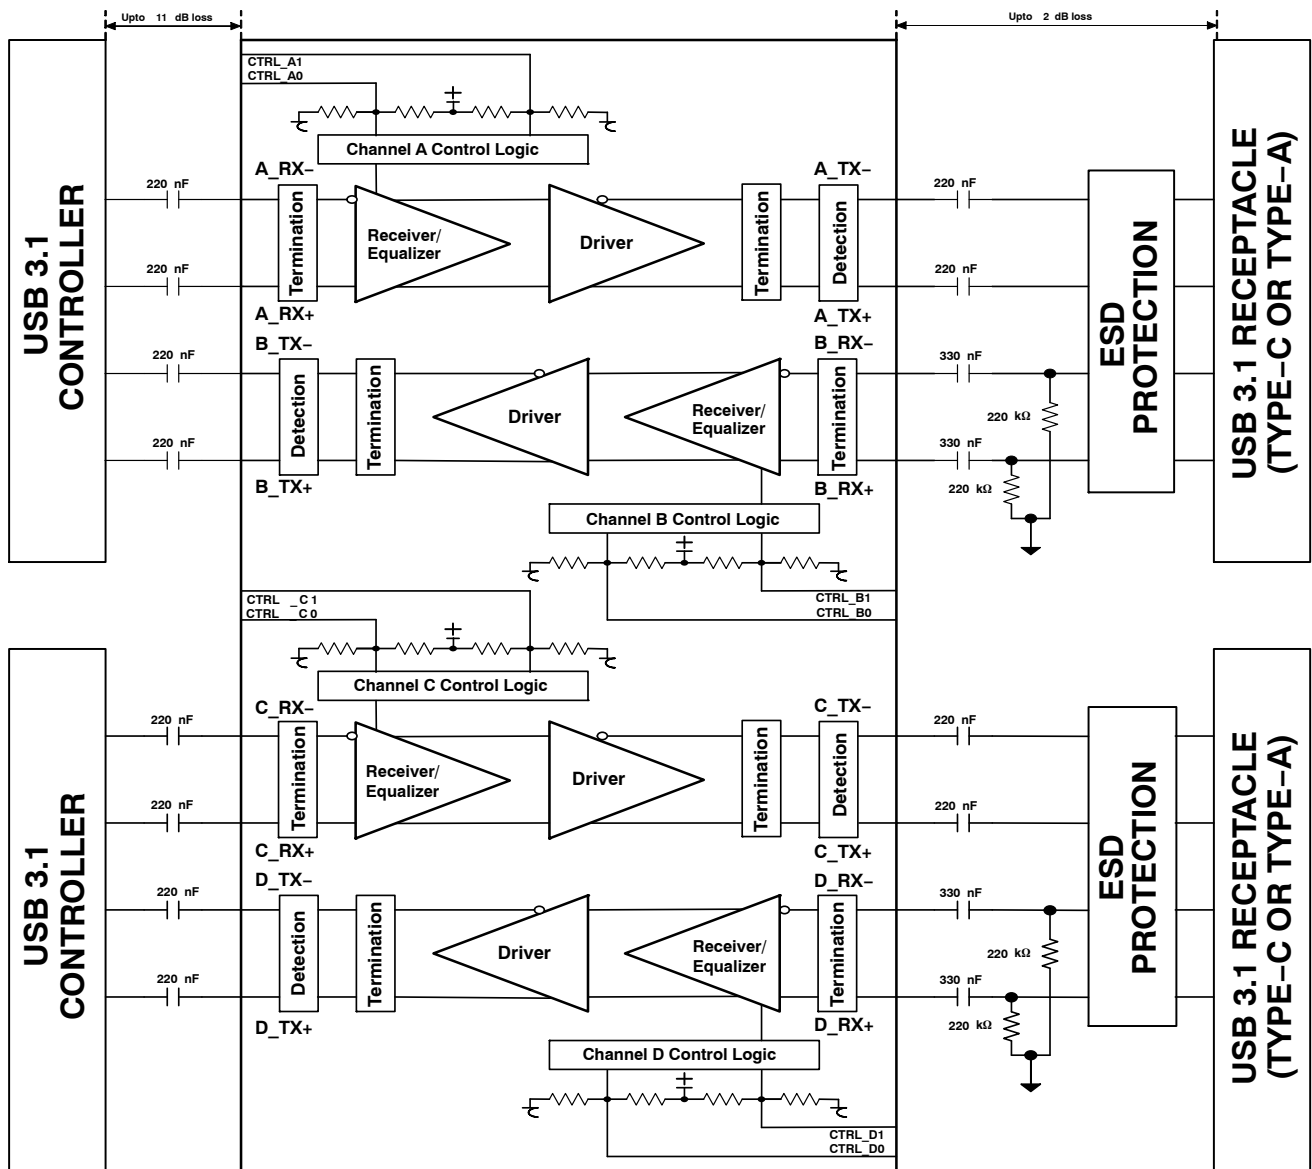 Upto 11 dB loss
Upto 2 dB loss
USB 3.1
CONTROLLER
CTRL_A1
CTRL_A0
Channel A Control Logic
220 nF
220 nF
A_RX−
A_RX+
Termination
Receiver/
Equalizer
Driver
Termination
A_TX−
A_TX+
Detection
220 nF
220 nF
220 nF
220 nF
B_TX−
B_TX+
Detection
Termination
Driver
Receiver/
Equalizer
B_RX−
B_RX+
Termination
330 nF
330 nF
220 kΩ
220 kΩ
Channel B Control Logic
CTRL_B1
CTRL_B0
ESD
PROTECTION
USB 3.1 RECEPTACLE
(TYPE−C OR TYPE−A)
USB 3.1
CONTROLLER
CTRL _C 1
CTRL _C 0
Channel C Control Logic
220 nF
220 nF
C_RX−
C_RX+
Termination
Receiver/
Equalizer
Driver
Termination
C_TX−
C_TX+
Detection
220 nF
220 nF
220 nF
220 nF
D_TX−
D_TX+
Detection
Termination
Driver
Receiver/
Equalizer
D_RX−
D_RX+
Termination
330 nF
330 nF
220 kΩ
220 kΩ
Channel D Control Logic
CTRL_D1
CTRL_D0
ESD
PROTECTION
USB 3.1 RECEPTACLE
(TYPE−C OR TYPE−A)